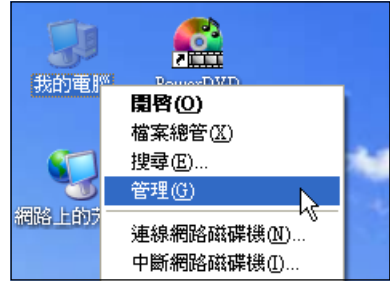 我的電腦
PowerDVD
開啓(O)
檔案總管(X)
搜尋(E)...
管理(G)
網路上的
連線網路磁碟機(N)...
中斷網路磁碟機(I)...